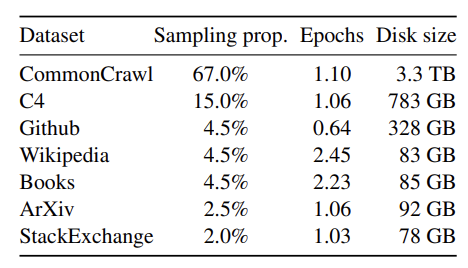 Dataset Sampling prop. Epochs Disk size
CommonCrawl 67.0% 1.10 3.3 TB
C4 15.0% 1.06 783 GB
Github 4.5% 0.64 328 GB
Wikipedia 4.5% 2.45 83 GB
Books 4.5% 2.23 85 GB
ArXiv 2.5% 1.06 92 GB
StackExchange 2.0% 1.03 78 GB